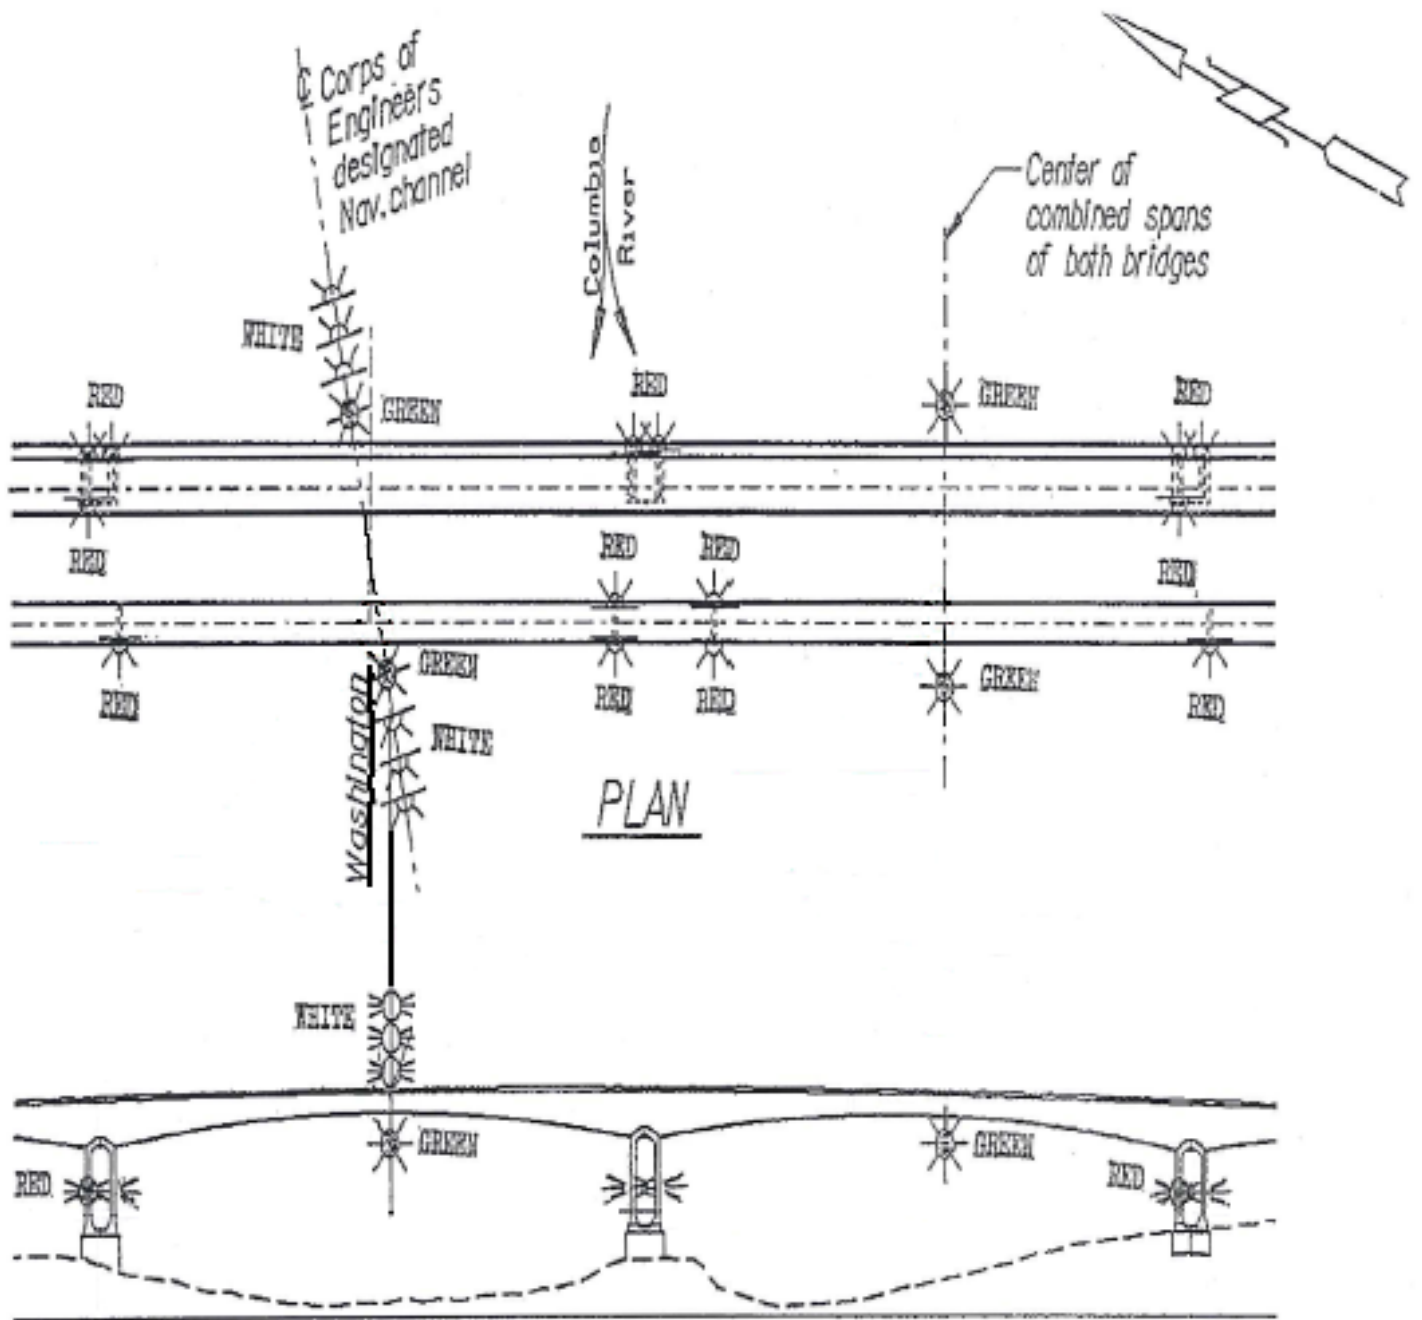 ℄ Corps of
Engineers
designated
Nav. channel
Columbia
River
Center of
combined spans
of both bridges
WHITE
RED
GREEN
RED
GREEN
RED
RED
RED
RED
RED
RED
GREEN
RED
RED
GREEN
RED
WHITE
Washington
PLAN
WHITE
GREEN
GREEN
RED
RED